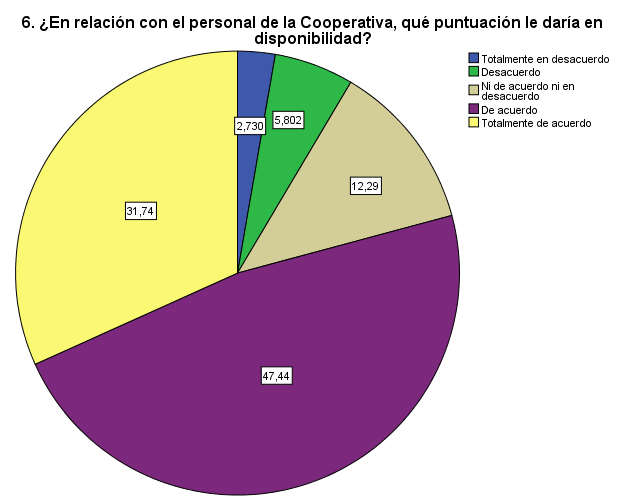 6. ¿En relación con el personal de la Cooperativa, qué puntuación le daría en
disponibilidad?
Totalmente en desacuerdo
Desacuerdo
Ni de acuerdo ni en
desacuerdo
De acuerdo
Totalmente de acuerdo
2,730
5,802
12,29
31,74
47,44